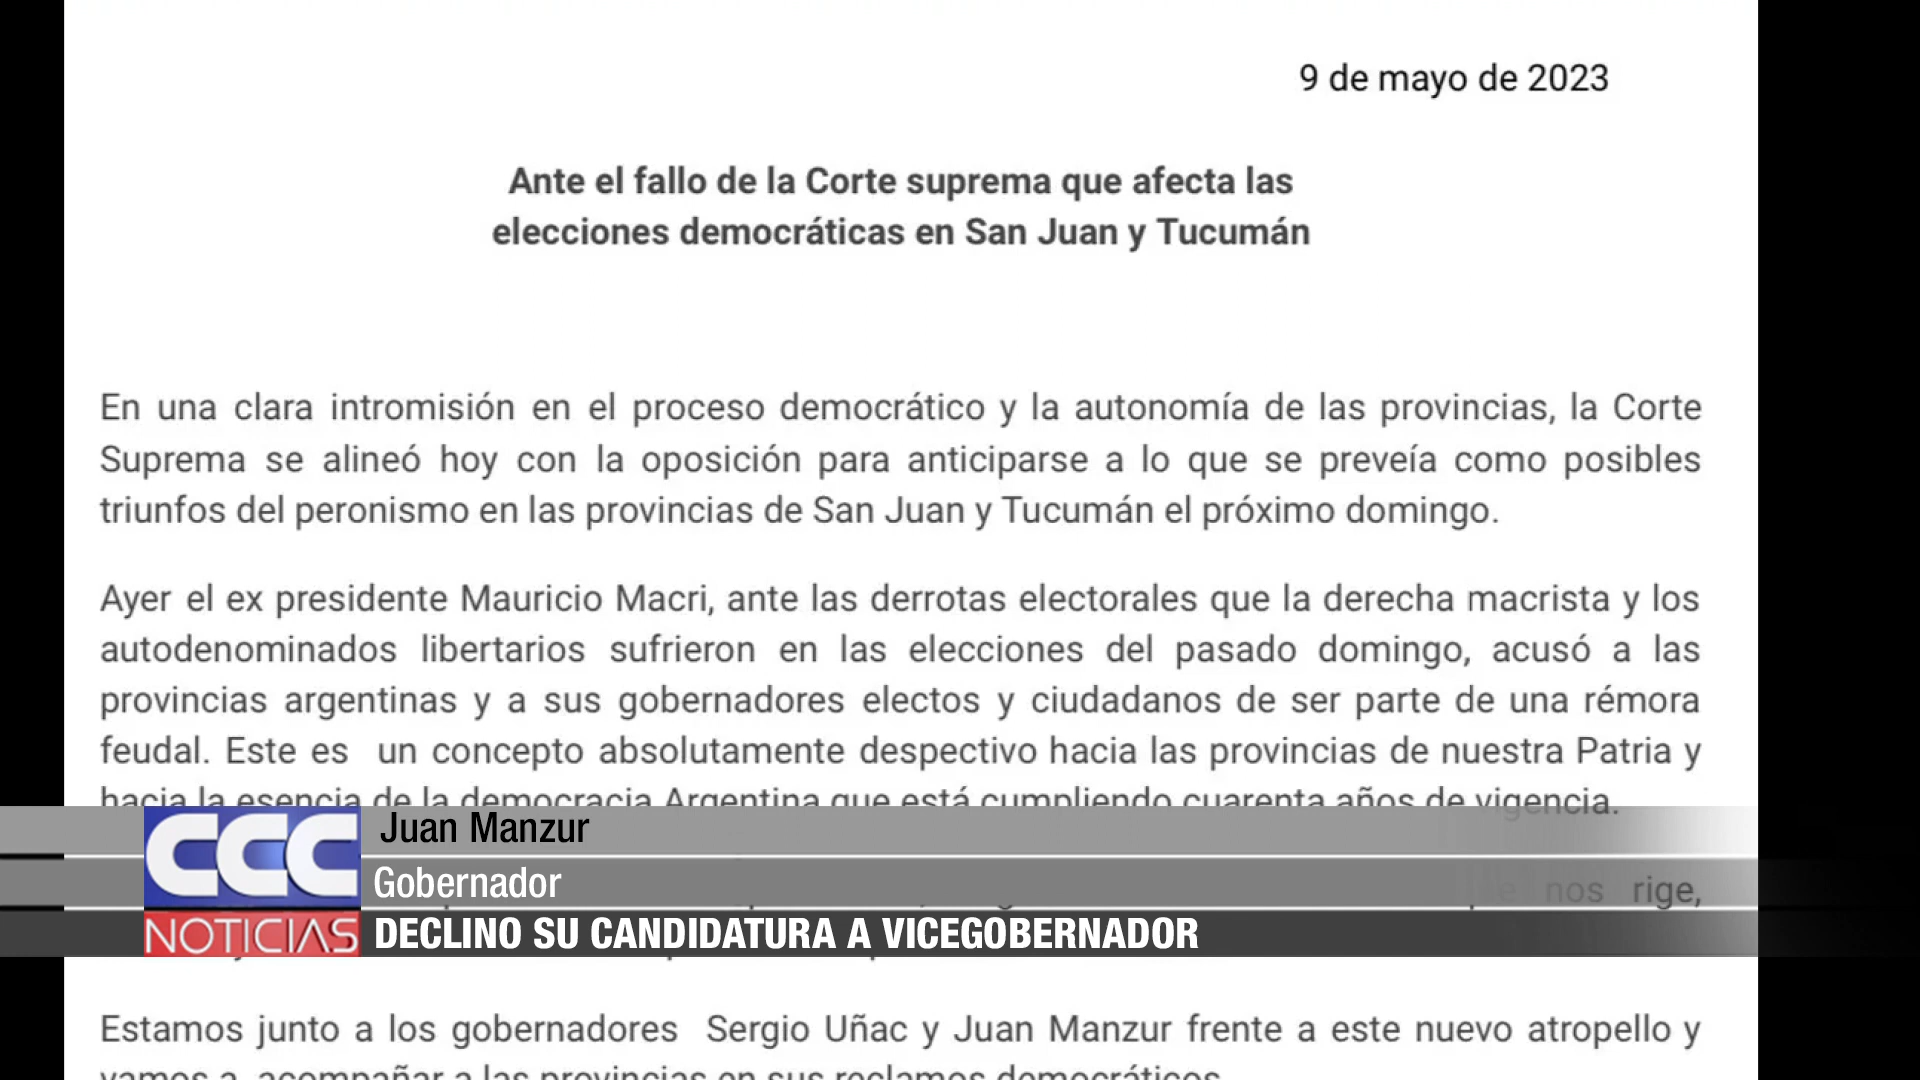 9 de mayo de 2023
Ante el fallo de la Corte suprema que afecta las
elecciones democráticas en San Juan y Tucumán
En una clara intromisión en el proceso democrático y la autonomía de las provincias, la Corte
Suprema se alineó hoy con la oposición para anticiparse a lo que se preveía como posibles
triunfos del peronismo en las provincias de San Juan y Tucumán el próximo domingo.
Ayer el ex presidente Mauricio Macri, ante las derrotas electorales que la derecha macrista y los
autodenominados libertarios sufrieron en las elecciones del pasado domingo, acusó a las
provincias argentinas y a sus gobernadores electos y ciudadanos de ser parte de una rémora
feudal. Este es un concepto absolutamente despectivo hacia las provincias de nuestra Patria y
hacia la esencia de la democracia Argentina que está cumpliendo cuarenta años de vigencia.
nos rige,
CCC
NOTICIAS
Juan Manzur
Gobernador
DECLINO SU CANDIDATURA A VICEGOBERNADOR
Estamos junto a los gobernadores Sergio Uñac y Juan Manzur frente a este nuevo atropello y
vamos a acompañar a las provincias en sus reclamos democráticos